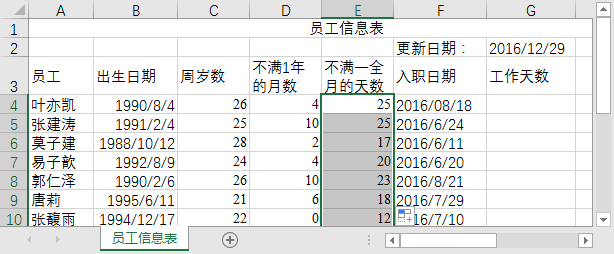 A B C D E F G
1 员工信息表
2 更新日期： 2016/12/29
3 员工 出生日期 周岁数 不满1年的月数 不满一全月的天数 入职日期 工作天数
4 叶亦凯 1990/8/4 26 4 25 2016/08/18
5 张建涛 1991/2/4 25 10 25 2016/6/24
6 莫子建 1988/10/12 28 2 17 2016/6/11
7 易子歆 1992/8/9 24 4 20 2016/6/20
8 郭仁泽 1990/2/6 26 10 23 2016/8/21
9 唐莉 1995/6/11 21 6 18 2016/7/29
10 张馥雨 1994/12/17 22 0 12 16/7/10
员工信息表